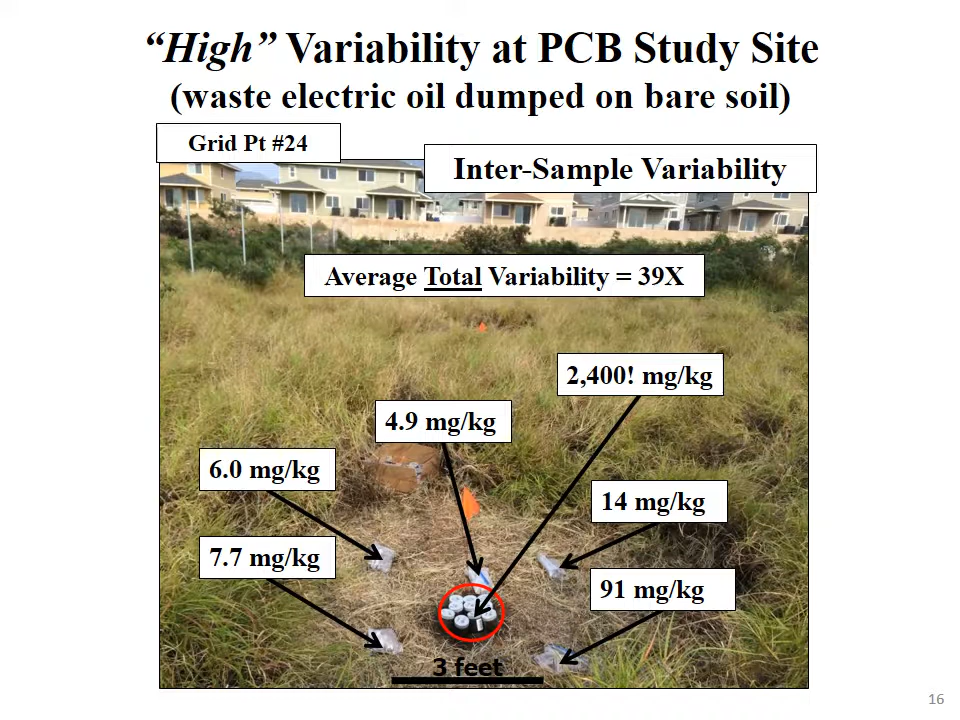 “High” Variability at PCB Study Site
(waste electric oil dumped on bare soil)
Grid Pt #24
Inter-Sample Variability
Average Total Variability = 39X
2,400! mg/kg
4.9 mg/kg
6.0 mg/kg
14 mg/kg
7.7 mg/kg
91 mg/kg
3 feet
16